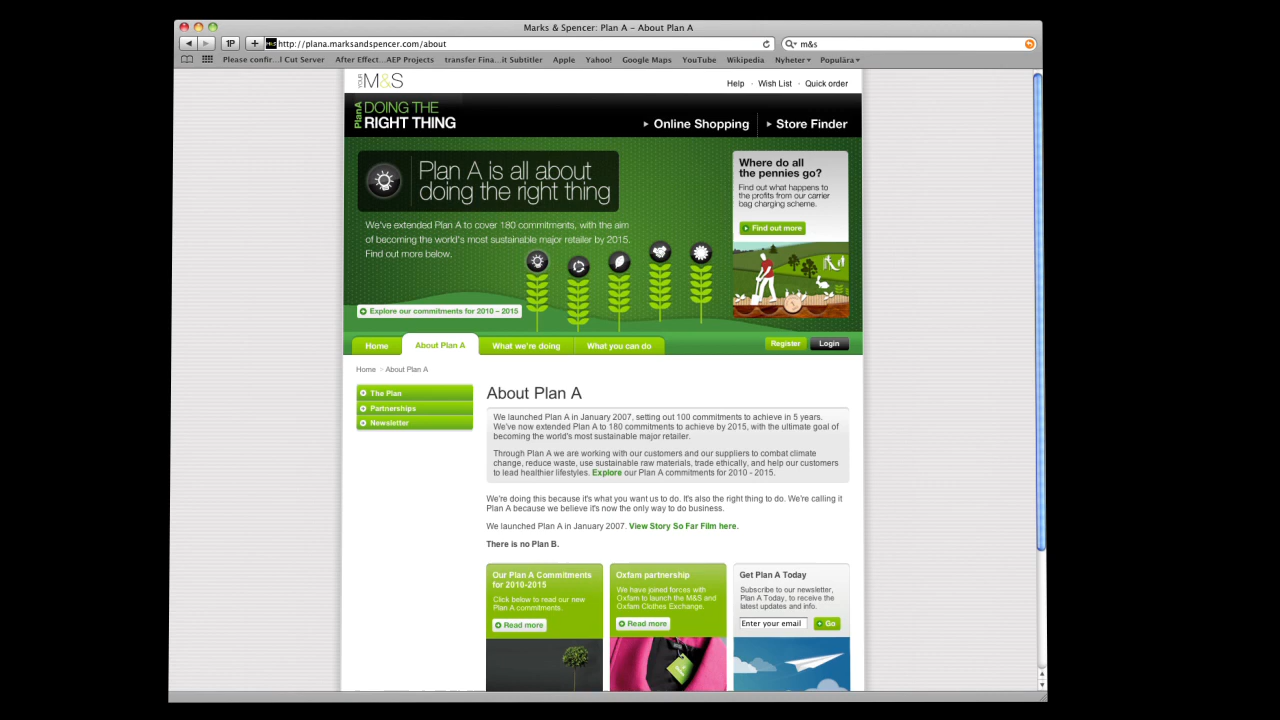 Marks & Spencer: Plan A – About Plan A
1P
+
M&S
http://plana.marksandspencer.com/about
m&s
Please confir...l Cut Server
After Effect...AEP Projects
transfer Fina...it Subtitler
Apple
Yahoo!
Google Maps
YouTube
Wikipedia
Nyheter
Populära
YOUR M&S
Help
Wish List
Quick order
PlanA DOING THE
RIGHT THING
Online Shopping
Store Finder
Plan A is all about
doing the right thing
We've extended Plan A to cover 180 commitments, with the aim
of becoming the world's most sustainable major retailer by 2015.
Find out more below.
Explore our commitments for 2010 – 2015
Where do all
the pennies go?
Find out what happens to
the profits from our carrier
bag charging scheme.
Find out more
Home
About Plan A
What we're doing
What you can do
Register
Login
Home » About Plan A
The Plan
Partnerships
Newsletter
About Plan A
We launched Plan A in January 2007, setting out 100 commitments to achieve in 5 years.
We've now extended Plan A to 180 commitments to achieve by 2015, with the ultimate goal of
becoming the world's most sustainable major retailer.
Through Plan A we are working with our customers and our suppliers to combat climate
change, reduce waste, use sustainable raw materials, trade ethically, and help our customers
to lead healthier lifestyles. Explore our Plan A commitments for 2010 - 2015.
We're doing this because it's what you want us to do. It's also the right thing to do. We're calling it
Plan A because we believe it's now the only way to do business.
We launched Plan A in January 2007. View Story So Far Film here.
There is no Plan B.
Our Plan A Commitments
for 2010-2015
Click below to read our new
Plan A commitments.
Read more
Oxfam partnership
We have joined forces with
Oxfam to launch the M&S and
Oxfam Clothes Exchange.
Read more
Get Plan A Today
Subscribe to our newsletter,
Plan A Today, to receive the
latest updates and info.
Enter your email
Go